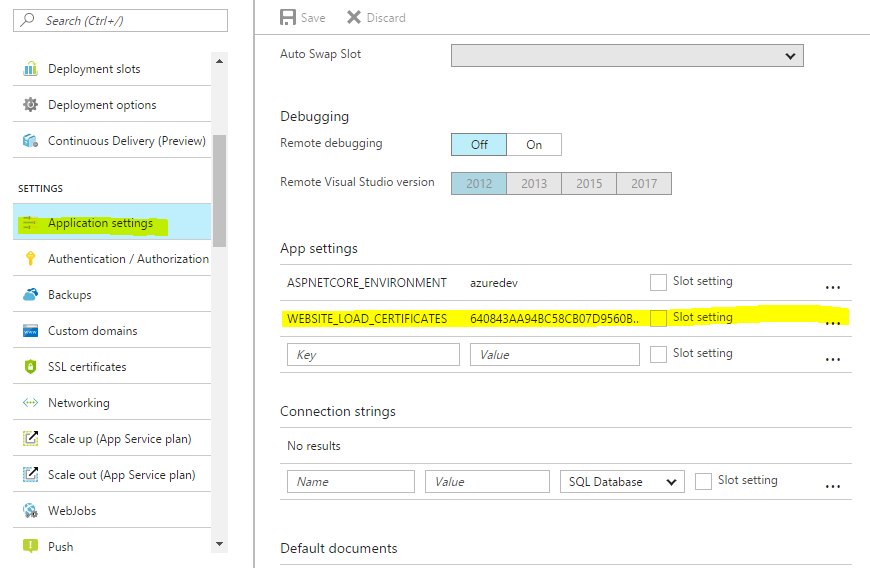 Search (Ctrl+/)
Deployment slots
Deployment options
Continuous Delivery (Preview)
SETTINGS
Application settings
Authentication / Authorization
Backups
Custom domains
SSL certificates
Networking
Scale up (App Service plan)
Scale out (App Service plan)
WebJobs
Push
Save Discard
Auto Swap Slot
Debugging
Remote debugging Off On
Remote Visual Studio version 2012 2013 2015 2017
App settings
ASPNETCORE_ENVIRONMENT azuredev Slot setting ...
WEBSITE_LOAD_CERTIFICATES 640843AA94BC58CB07D9560B... Slot setting ...
Key Value Slot setting ...
Connection strings
No results
Name Value SQL Database Slot setting ...
Default documents